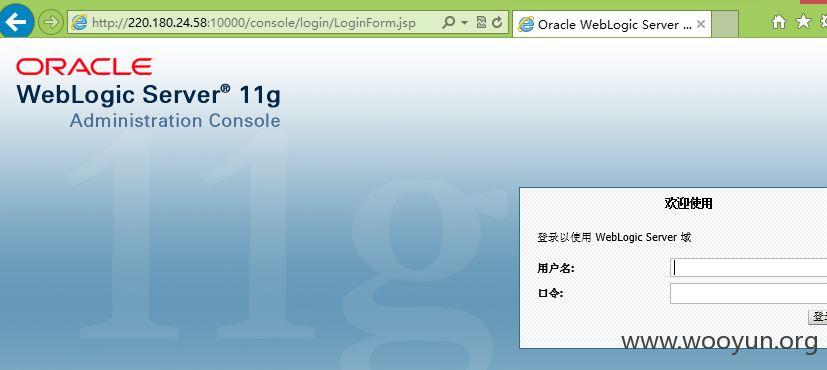 http://220.180.24.58:10000/console/login/LoginForm.jsp
Oracle WebLogic Server ...
ORACLE
WebLogic Server® 11g
Administration Console
11g
欢迎使用
登录以使用 WebLogic Server 域
用户名:
口令:
登录
www.wooyun.org